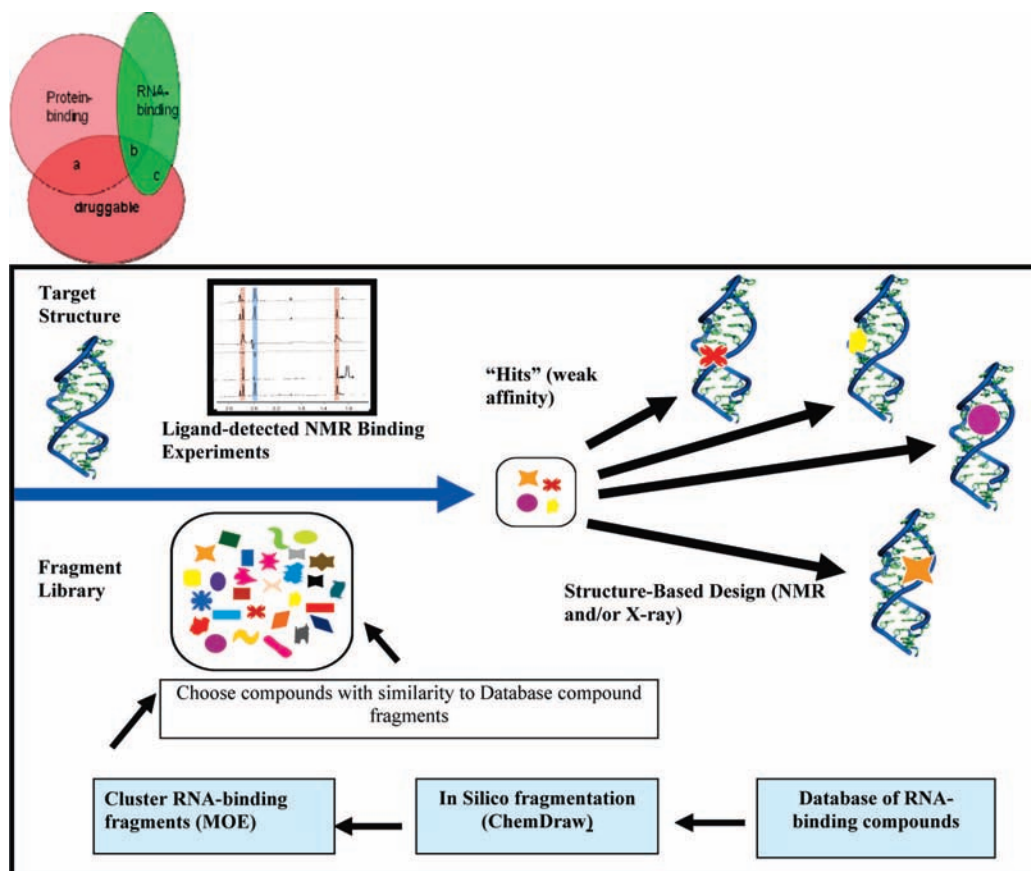 Protein-
binding
RNA-
binding
a
b
c
druggable
Target
Structure
Ligand-detected NMR Binding
Experiments
“Hits” (weak
affinity)
Fragment
Library
Structure-Based Design (NMR
and/or X-ray)
Choose compounds with similarity to Database compound
fragments
Cluster RNA-binding
fragments (MOE)
In Silico fragmentation
(ChemDraw)
Database of RNA-
binding compounds